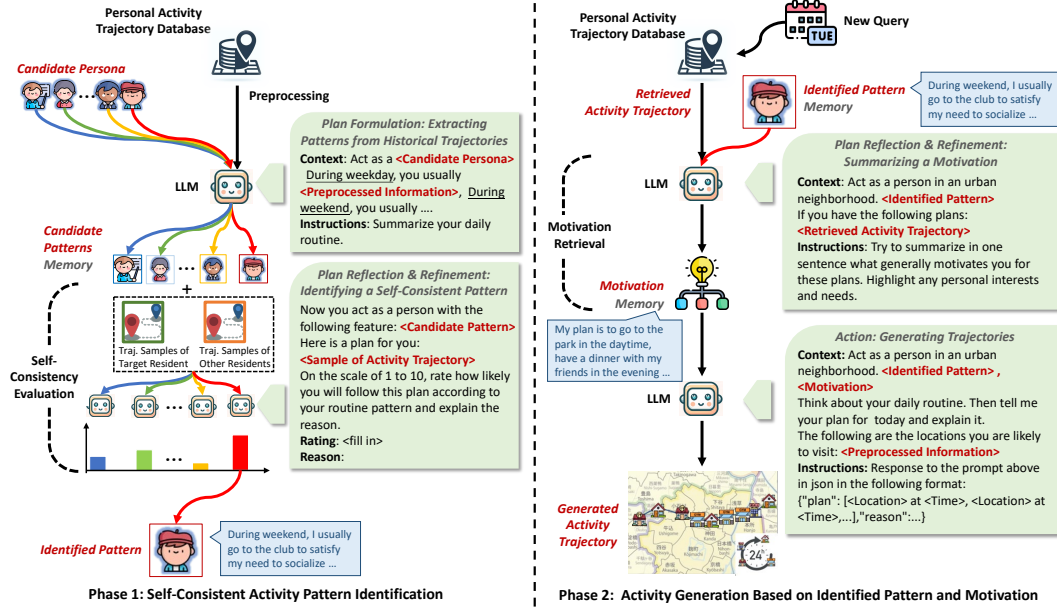 Personal Activity
Trajectory Database
Candidate Persona
...
Preprocessing
LLM
Plan Formulation: Extracting
Patterns from Historical Trajectories
Context: Act as a <Candidate Persona>
During weekday, you usually
<Preprocessed Information>, During
weekend, you usually ....
Instructions: Summarize your daily
routine.
Candidate
Patterns
Memory
...
+
Traj. Samples of
Target Resident
Traj. Samples of
Other Residents
Self-
Consistency
Evaluation
...
...
Plan Reflection & Refinement:
Identifying a Self-Consistent Pattern
Now you act as a person with the
following feature: <Candidate Pattern>
Here is a plan for you:
<Sample of Activity Trajectory>
On the scale of 1 to 10, rate how likely
you will follow this plan according to
your routine pattern and explain the
reason.
Rating: <fill in>
Reason:
Identified Pattern
During weekend, I usually
go to the club to satisfy
my need to socialize ...
Phase 1: Self-Consistent Activity Pattern Identification
Personal Activity
Trajectory Database
TUE
New Query
Retrieved
Activity Trajectory
Identified Pattern
Memory
During weekend, I usually
go to the club to satisfy
my need to socialize ...
LLM
Motivation
Retrieval
Plan Reflection & Refinement:
Summarizing a Motivation
Context: Act as a person in an urban
neighborhood. <Identified Pattern>
If you have the following plans:
<Retrieved Activity Trajectory>
Instructions: Try to summarize in one
sentence what generally motivates you for
these plans. Highlight any personal interests
and needs.
Motivation
Memory
My plan is to go to the
park in the daytime,
have a dinner with my
friends in the evening ...
LLM
Action: Generating Trajectories
Context: Act as a person in an urban
neighborhood. <Identified Pattern> ,
<Motivation>
Think about your daily routine. Then tell me
your plan for today and explain it.
The following are the locations you are likely
to visit: <Preprocessed Information>
Instructions: Response to the prompt above
in json in the following format:
{"plan": [<Location> at <Time>, <Location> at
<Time>,...],"reason":...}
Generated
Activity
Trajectory
24
Phase 2: Activity Generation Based on Identified Pattern and Motivation